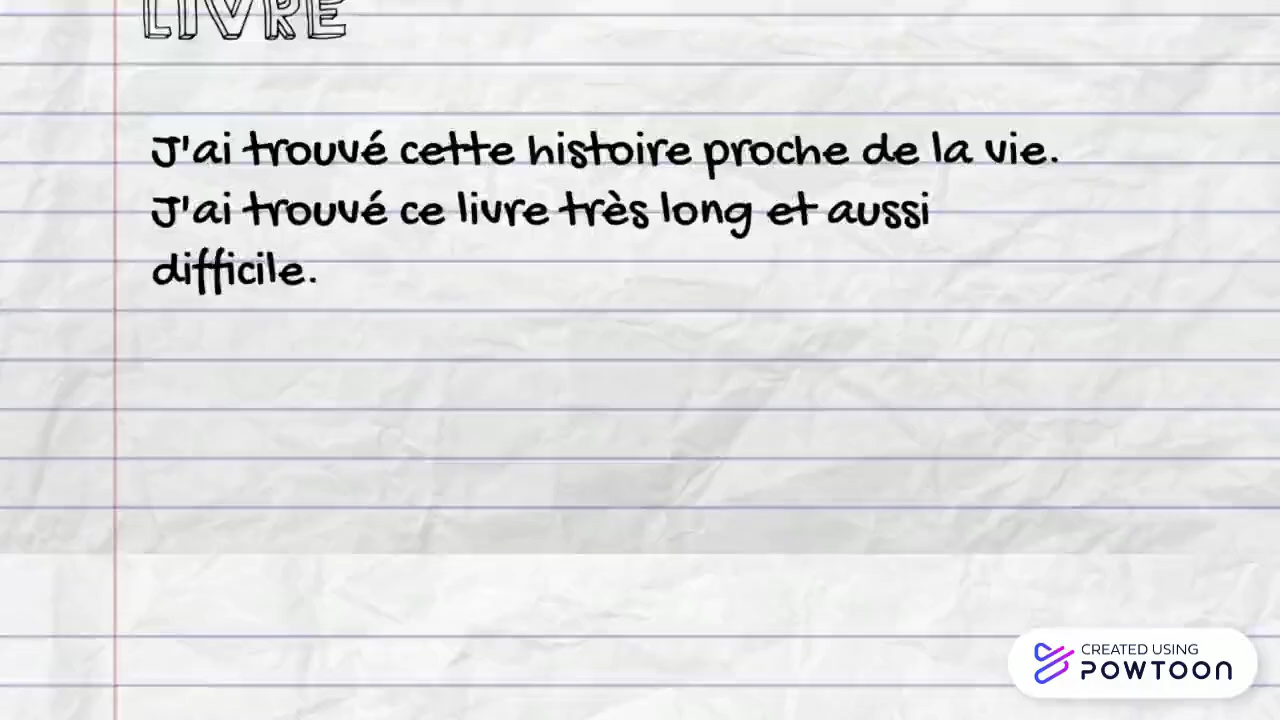 LIVRE
J'ai trouvé cette histoire proche de la vie.
J'ai trouvé ce livre très long et aussi
difficile.
CREATED USING
POWTOON